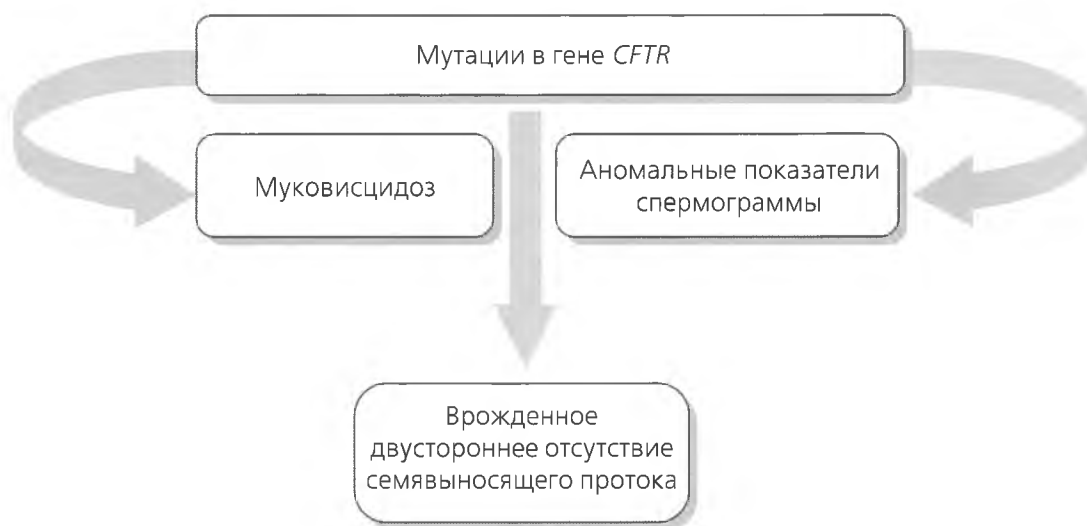 Мутации в гене CFTR
Муковисцидоз
Аномальные показатели
спермограммы
Врожденное
двустороннее отсутствие
семявыносящего протока